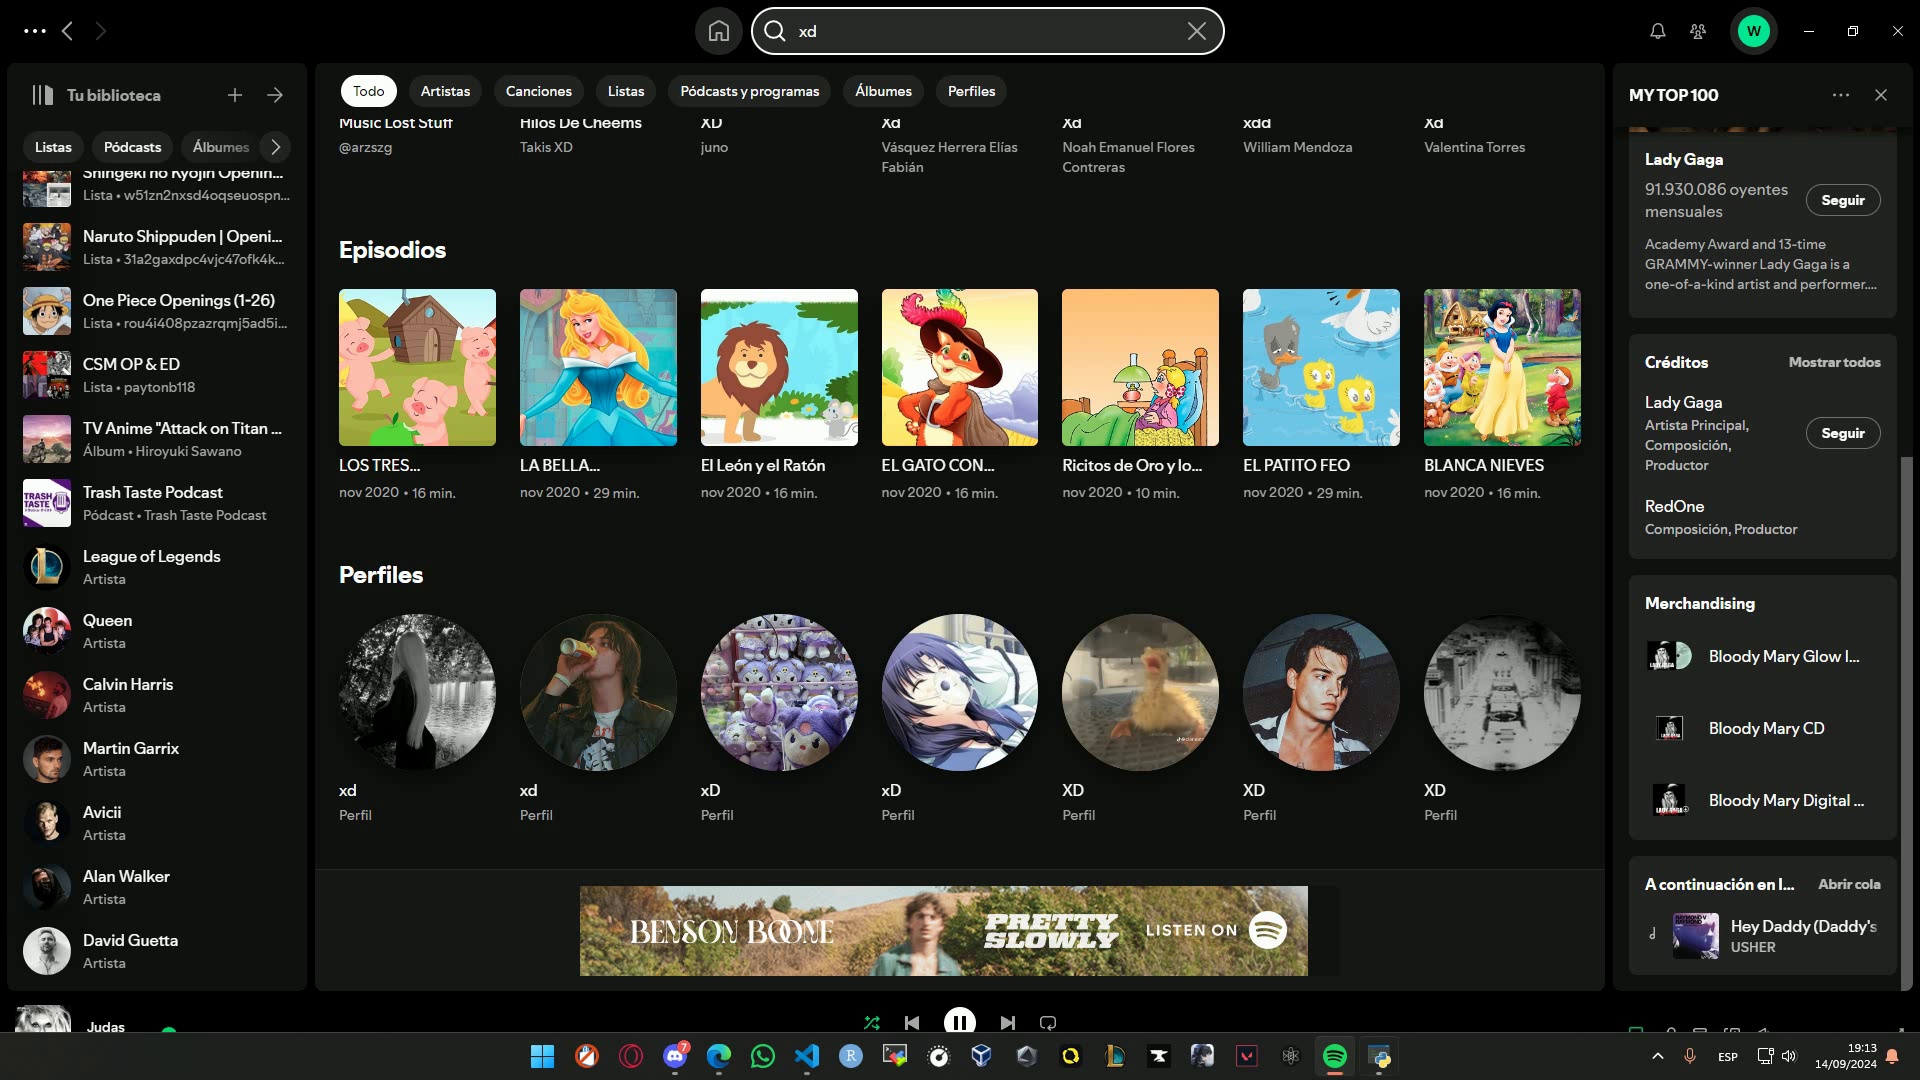 xd
W
Tu biblioteca
Listas
Pódcasts
Álbumes
Shingeki no Kyojin Openin...
Lista • w51zn2nxsd4oqseuospn...
Naruto Shippuden | Openi...
Lista • 31a2gaxdpc4vjc47ofk4k...
One Piece Openings (1-26)
Lista • rou4i408pzazrqmj5ad5i...
CSM OP & ED
Lista • paytonb118
TV Anime "Attack on Titan ...
Álbum • Hiroyuki Sawano
TRASH TASTE
Trash Taste Podcast
Pódcast • Trash Taste Podcast
League of Legends
Artista
Queen
Artista
Calvin Harris
Artista
Martin Garrix
Artista
Avicii
Artista
Alan Walker
Artista
David Guetta
Artista
Todo
Artistas
Canciones
Listas
Pódcasts y programas
Álbumes
Perfiles
Music Lost Stuff
@arzszg
Hilos De Cheems
Takis XD
XD
juno
Xd
Vásquez Herrera Elías
Fabián
Xd
Noah Emanuel Flores
Contreras
xdd
William Mendoza
Xd
Valentina Torres
Episodios
LOS TRES...
nov 2020 • 16 min.
LA BELLA...
nov 2020 • 29 min.
El León y el Ratón
nov 2020 • 16 min.
EL GATO CON...
nov 2020 • 16 min.
Ricitos de Oro y lo...
nov 2020 • 10 min.
EL PATITO FEO
nov 2020 • 29 min.
BLANCA NIEVES
nov 2020 • 16 min.
Perfiles
xd
Perfil
xd
Perfil
xD
Perfil
xD
Perfil
XD
Perfil
XD
Perfil
XD
Perfil
BENSON BOONE
PRETTY
SLOWLY
LISTEN ON
MY TOP 100
Lady Gaga
91.930.086 oyentes
mensuales
Seguir
Academy Award and 13-time
GRAMMY-winner Lady Gaga is a
one-of-a-kind artist and performer....
Créditos
Mostrar todos
Lady Gaga
Artista Principal,
Composición,
Productor
Seguir
RedOne
Composición, Productor
Merchandising
Bloody Mary Glow I...
Bloody Mary CD
Bloody Mary Digital ...
A continuación en l...
Abrir cola
Hey Daddy (Daddy's
USHER
Judas
7
R
ESP
19:13
14/09/2024